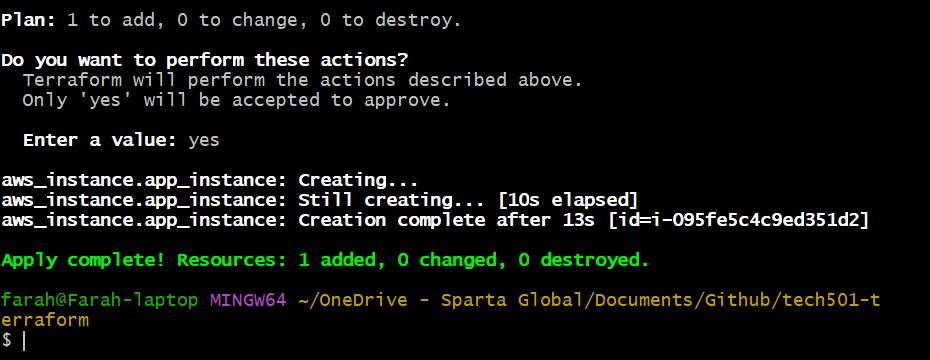 Plan: 1 to add, 0 to change, 0 to destroy.
Do you want to perform these actions?
Terraform will perform the actions described above.
Only 'yes' will be accepted to approve.
Enter a value: yes
aws_instance.app_instance: Creating...
aws_instance.app_instance: Still creating... [10s elapsed]
aws_instance.app_instance: Creation complete after 13s [id=i-095fe5c4c9ed351d2]
Apply complete! Resources: 1 added, 0 changed, 0 destroyed.
farah@Farah-laptop MINGW64 ~/OneDrive - Sparta Global/Documents/Github/tech501-t
erraform
$